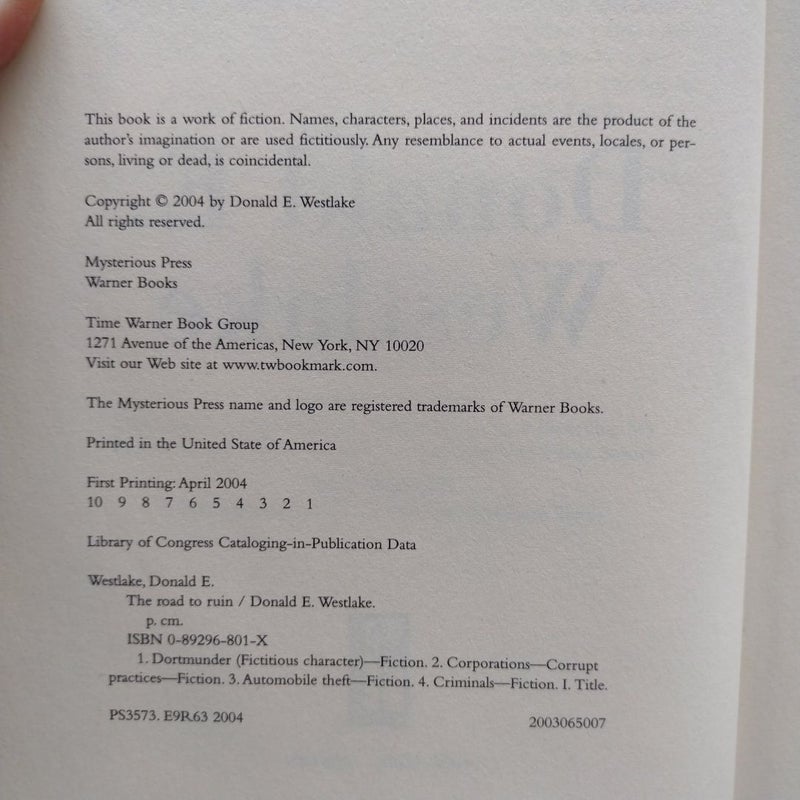 This book is a work of fiction. Names, characters, places, and incidents are the product of the
author's imagination or are used fictitiously. Any resemblance to actual events, locales, or per-
sons, living or dead, is coincidental.
Copyright © 2004 by Donald E. Westlake
All rights reserved.
Mysterious Press
Warner Books
Time Warner Book Group
1271 Avenue of the Americas, New York, NY 10020
Visit our Web site at www.twbookmark.com.
The Mysterious Press name and logo are registered trademarks of Warner Books.
Printed in the United State of America
First Printing: April 2004
10 9 8 7 6 5 4 3 2 1
Library of Congress Cataloging-in-Publication Data
Westlake, Donald E.
The road to ruin / Donald E. Westlake.
p. cm.
ISBN 0-89296-801-X
1. Dortmunder (Fictitious character)—Fiction. 2. Corporations—Corrupt
practices—Fiction. 3. Automobile theft—Fiction. 4. Criminals—Fiction. I. Title.
PS3573. E9R63 2004
2003065007